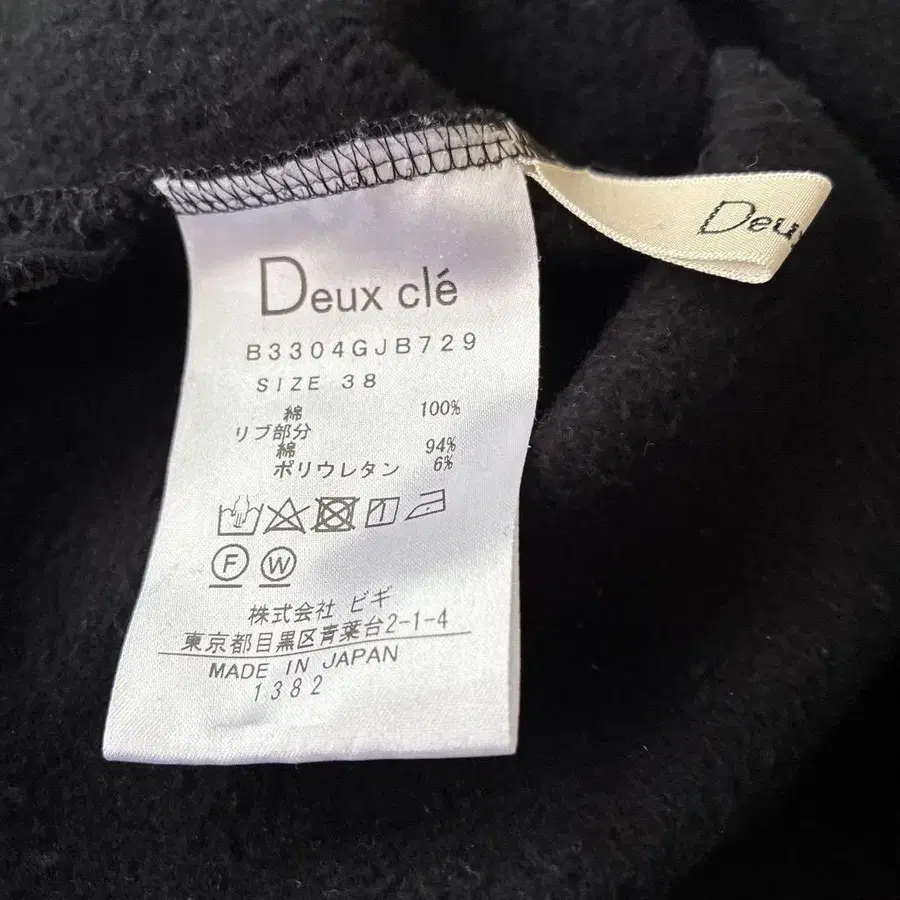 Deux clé
B3304GJB729
SIZE 38
綿 100%
リブ部分
綿 94%
ポリウレタン 6%
F W
株式会社 ビギ
東京都目黒区青葉台2-1-4
MADE IN JAPAN
1382
Deux